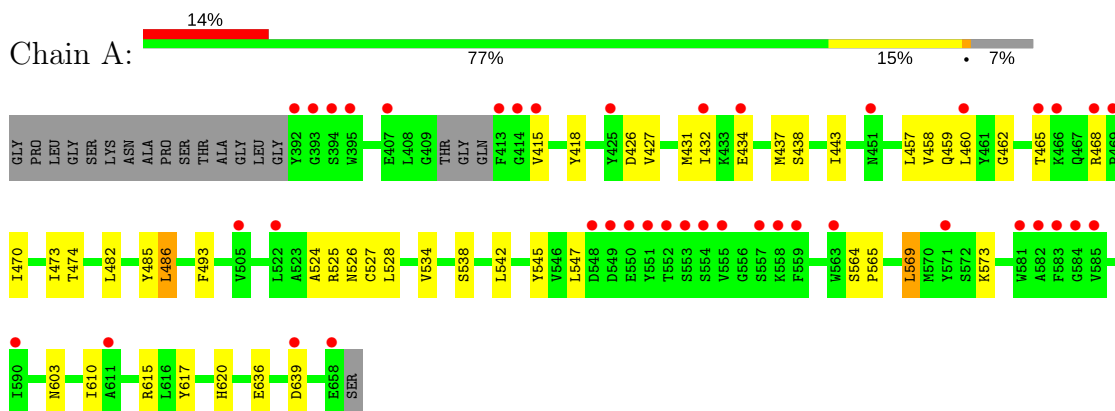 14%
Chain A:
77% 15% • 7%
GLY PRO LEU GLY SER LYS ASN ALA ALA PRO SER THR ALA GLY LEU GLY Y392 G393 S394 W395 E407 L408 G409 THR GLY GLN F413 G414 V415 Y418 Y425 D426 V427 M431 I432 K433 E434 M437 S438 I443 N451 L457 V458 Q459 L460 Y461 G462 T465 K466 Q467 R468
I470 I473 T474 L482 Y485 L486 F493 V505 L522 A523 A524 R525 N526 C527 L528 V534 S538 L542 Y545 V546 L547 D548 D549 E550 Y551 T552 S553 S554 V555 G556 S557 K558 F559 W563 S564 P565 L569 M570 Y571 S572 K573 W581 A582 F583 G584 V585
I590 N603 I610 A611 R615 L616 Y617 H620 E636 D639 E658 SER